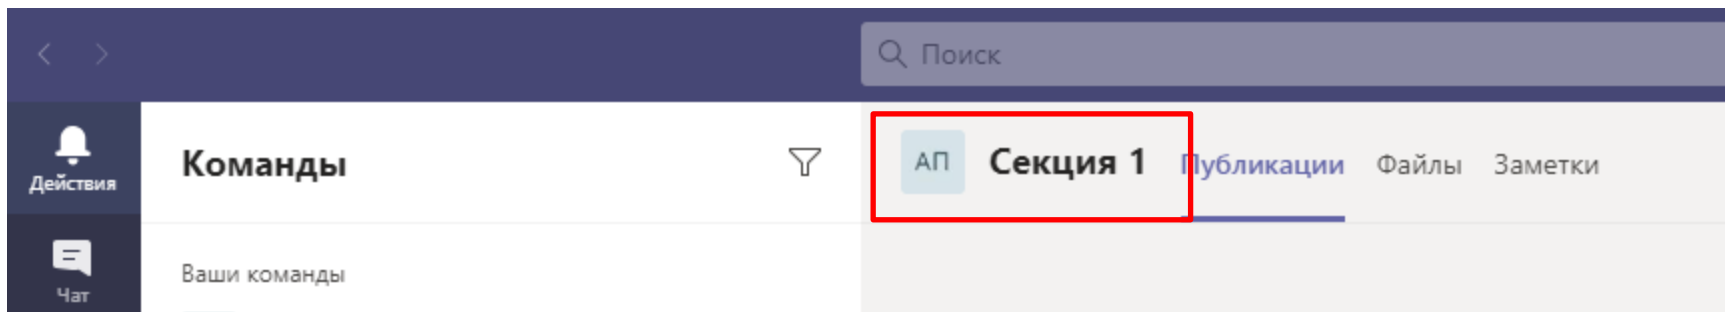 Поиск
Действия
Команды
АП Секция 1 Публикации Файлы Заметки
Чат
Ваши команды